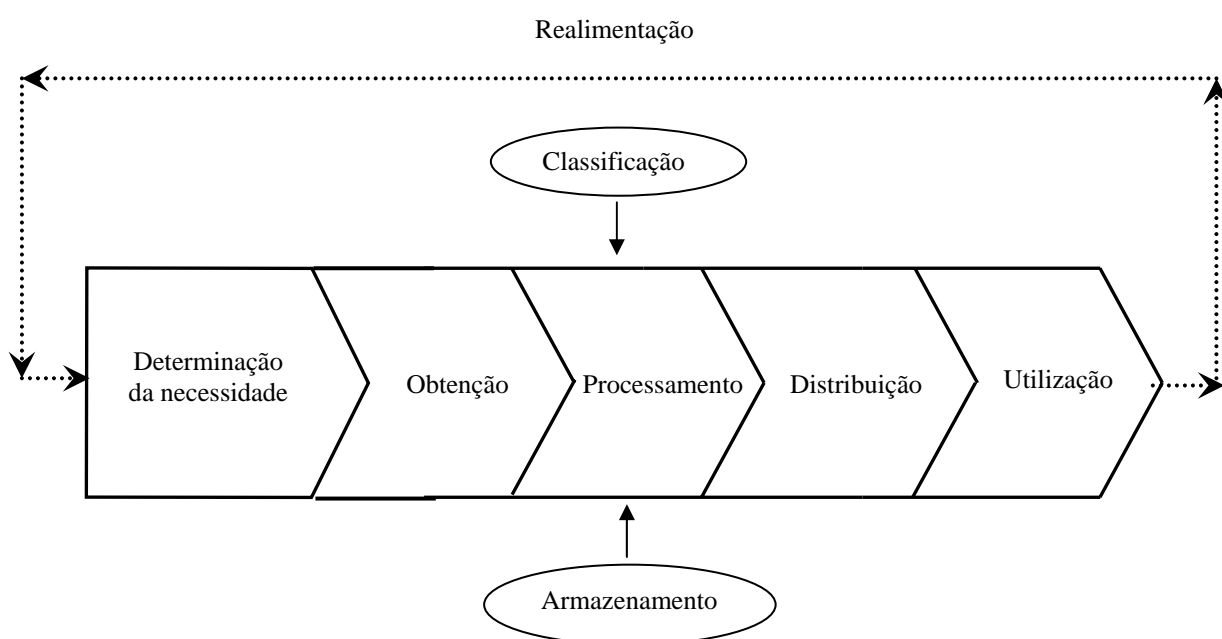 Realimentação
Classificação
Determinação
da necessidade
Obtenção
Processamento
Distribuição
Utilização
Armazenamento